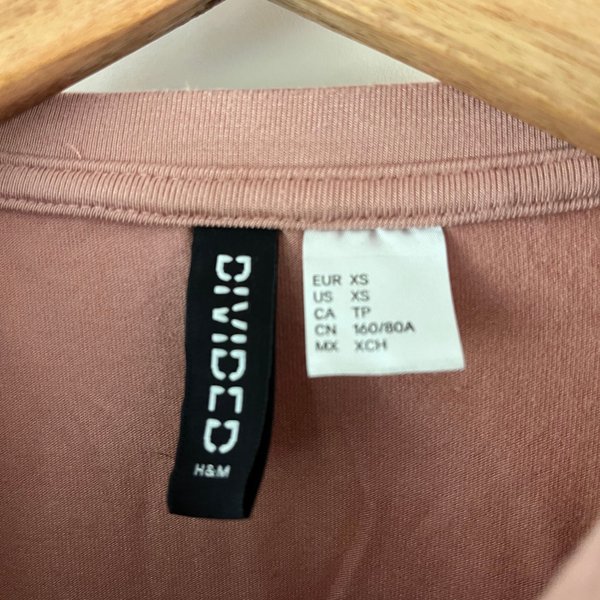 DIVIDED
H&M
EUR XS
US XS
CA TP
CN 160/80A
MX XCH